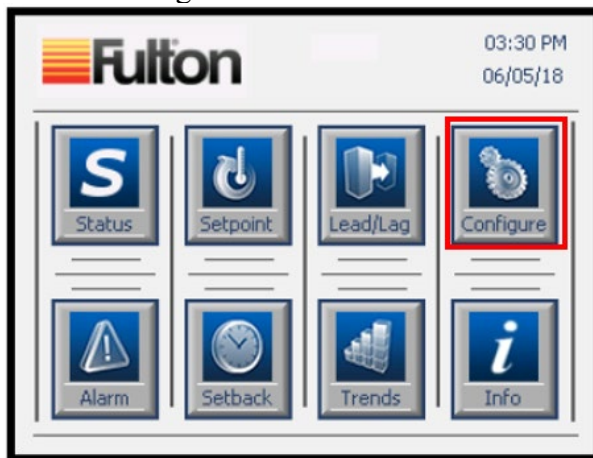 Fulton
03:30 PM
06/05/18
S
Status
Setpoint
Lead/Lag
Configure
Alarm
Setback
Trends
i
Info